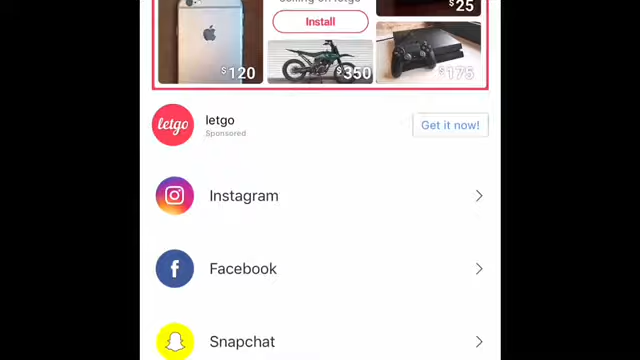 $25
Install
$120
$350
$175
letgo
letgo
Sponsored
Get it now!
Instagram
Facebook
Snapchat